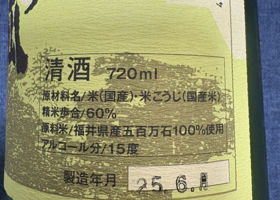 清酒 720ml
原材料名/米(国産)・米こうじ(国産米)
精米歩合/60%
原料米/福井県産五百万石100%使用
アルコール分/15度
製造年月 25.6.月